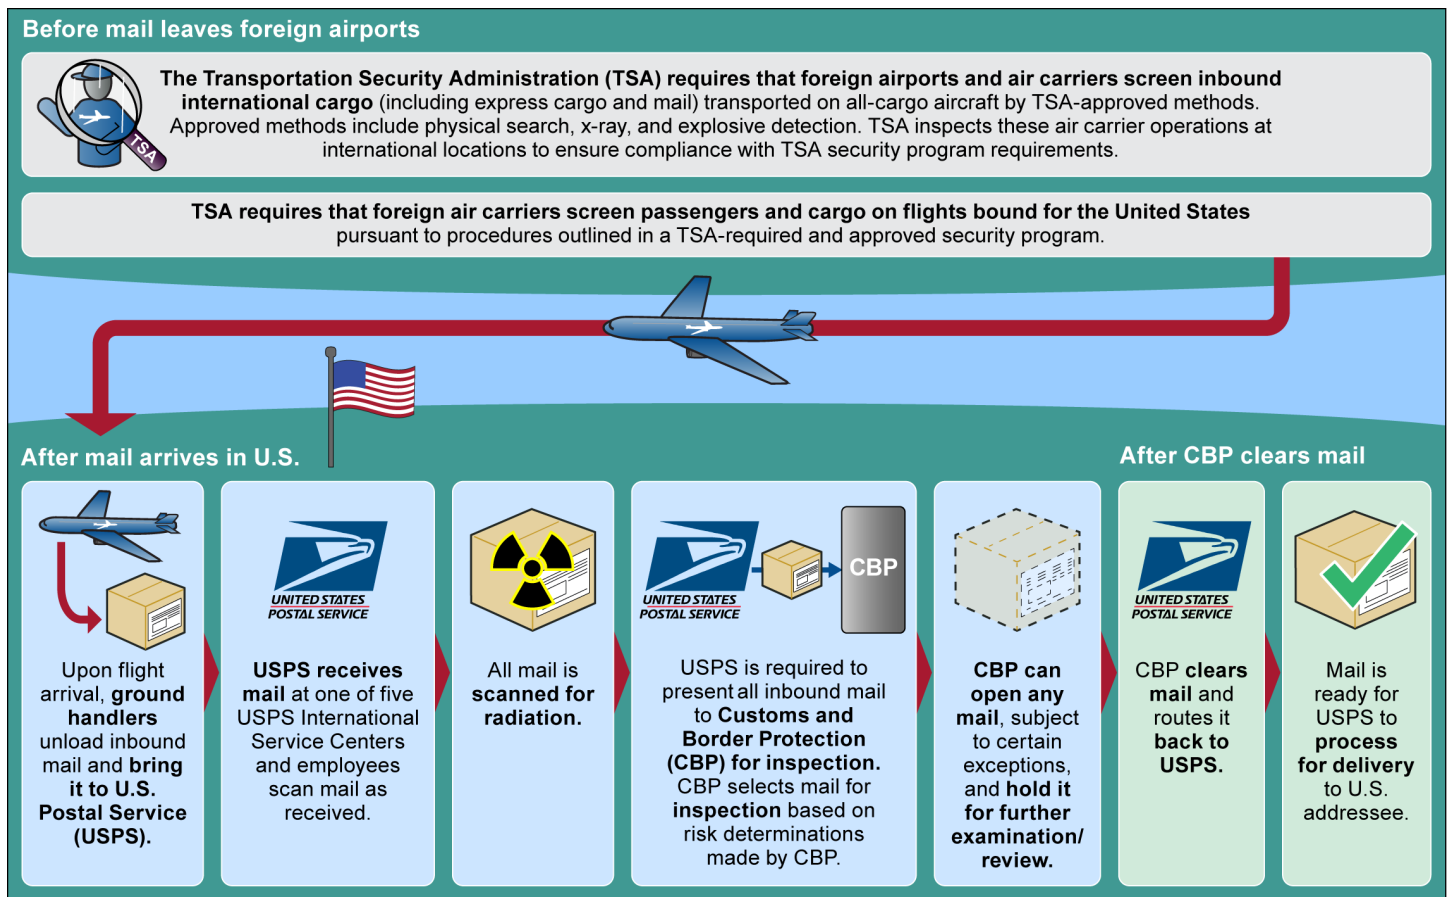 Before mail leaves foreign airports
TSA
The Transportation Security Administration (TSA) requires that foreign airports and air carriers screen inbound
international cargo (including express cargo and mail) transported on all-cargo aircraft by TSA-approved methods.
Approved methods include physical search, x-ray, and explosive detection. TSA inspects these air carrier operations at
international locations to ensure compliance with TSA security program requirements.
TSA requires that foreign air carriers screen passengers and cargo on flights bound for the United States
pursuant to procedures outlined in a TSA-required and approved security program.
After mail arrives in U.S.
Upon flight
arrival, ground
handlers
unload inbound
mail and bring
it to U.S.
Postal Service
(USPS).
UNITED STATES
POSTAL SERVICE
USPS receives
mail at one of five
USPS International
Service Centers
and employees
scan mail as
received.
All mail is
scanned for
radiation.
UNITED STATES
POSTAL SERVICE
CBP
USPS is required to
present all inbound mail
to Customs and
Border Protection
(CBP) for inspection.
CBP selects mail for
inspection based on
risk determinations
made by CBP.
CBP can
open any
mail, subject
to certain
exceptions,
and hold it
for further
examination/
review.
After CBP clears mail
UNITED STATES
POSTAL SERVICE
CBP clears
mail and
routes it
back to
USPS.
Mail is
ready for
USPS to
process
for delivery
to U.S.
addressee.